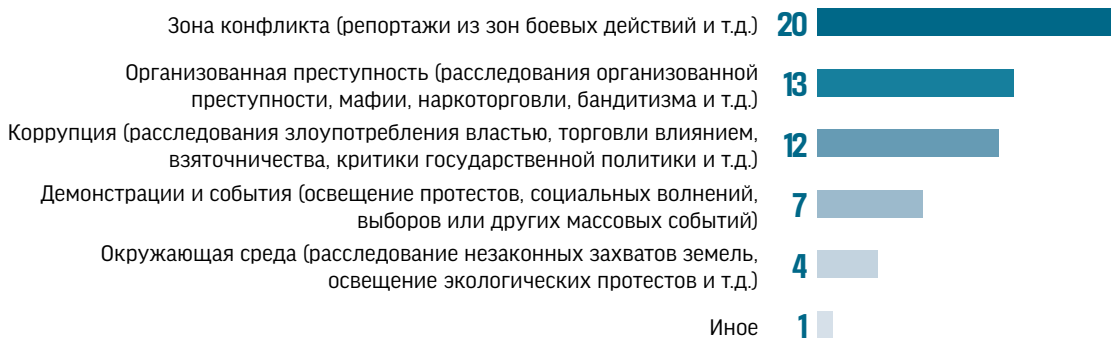 Зона конфликта (репортажи из зон боевых действий и т.д.) 20
Организованная преступность (расследования организованной
преступности, мафии, наркоторговли, бандитизма и т.д.) 13
Коррупция (расследования злоупотребления властью, торговли влиянием,
взяточничества, критики государственной политики и т.д.) 12
Демонстрации и события (освещение протестов, социальных волнений,
выборов или других массовых событий) 7
Окружающая среда (расследование незаконных захватов земель,
освещение экологических протестов и т.д.) 4
Иное 1